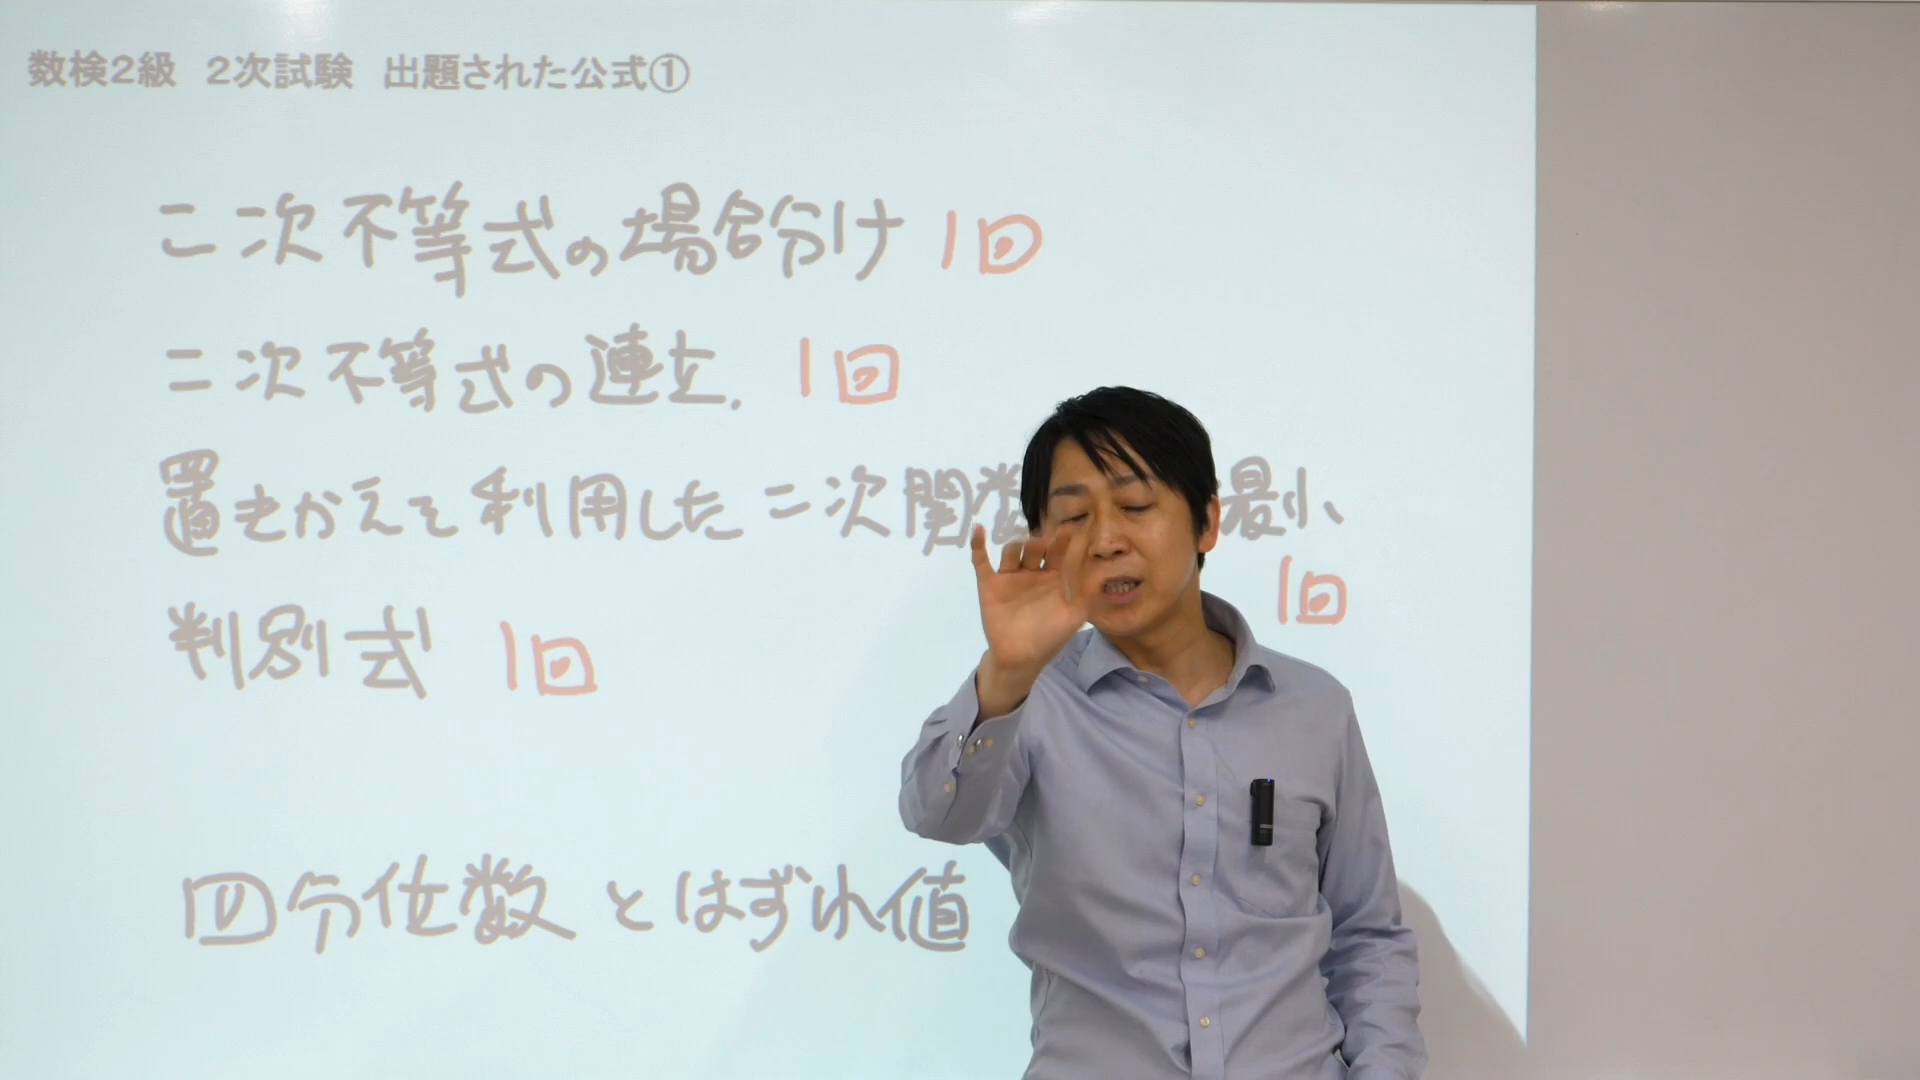 数検2級 2次試験 出題された公式①
二次不等式の場合分け 1回
二次不等式の連立. 1回
置きかえを利用した二次関数 最小
1回
判別式 1回
四分位数とはずれ値